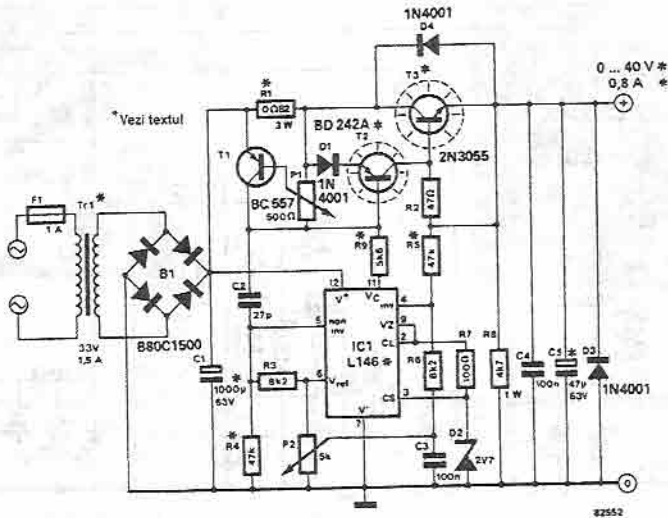 1N4001
D4
0 ... 40 V *
0,8 A *
T3 *
*
R1
0Ω82
3 W
* Vezi textul
BD 242A *
T2
2N3055
T1
D1
1N
4001
P1
BC 557
500Ω
R2
47Ω
F1
1 A
Tr1 *
*
R9
5k6
*
R5
47k
B1
12
V+
11
VC
inv
4
C2
27p
5
non
inv
VZ
9
CL
2
R7
R8
IC1
L146 *
R6
8k2
100Ω
4k7
1 W
C4
100n
C5 *
47µ
63V
D3
1N4001
33V
1,5 A
B80C1500
C1
*
1000µ
63V
R3
8k2
6
Vref
CS
3
V-
7
*
R4
47k
P2
5k
C3
100n
D2
2V7
82552